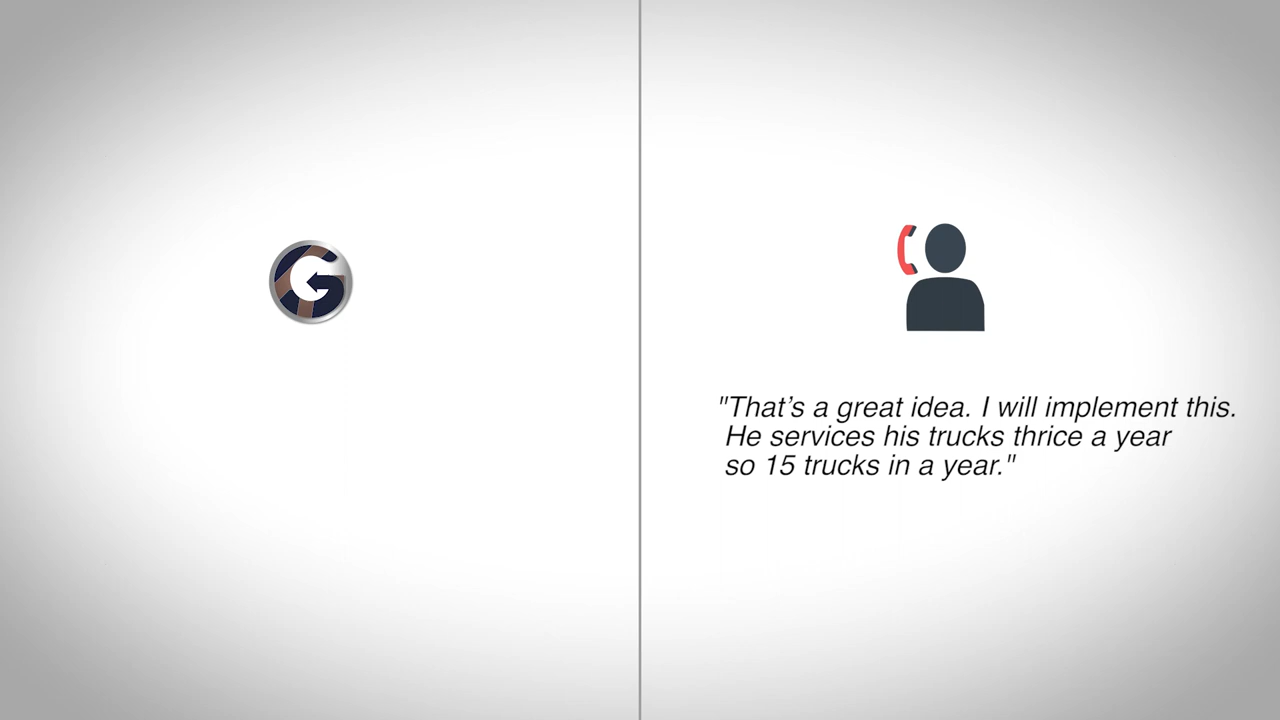 G
"That's a great idea. I will implement this.
He services his trucks thrice a year
so 15 trucks in a year."